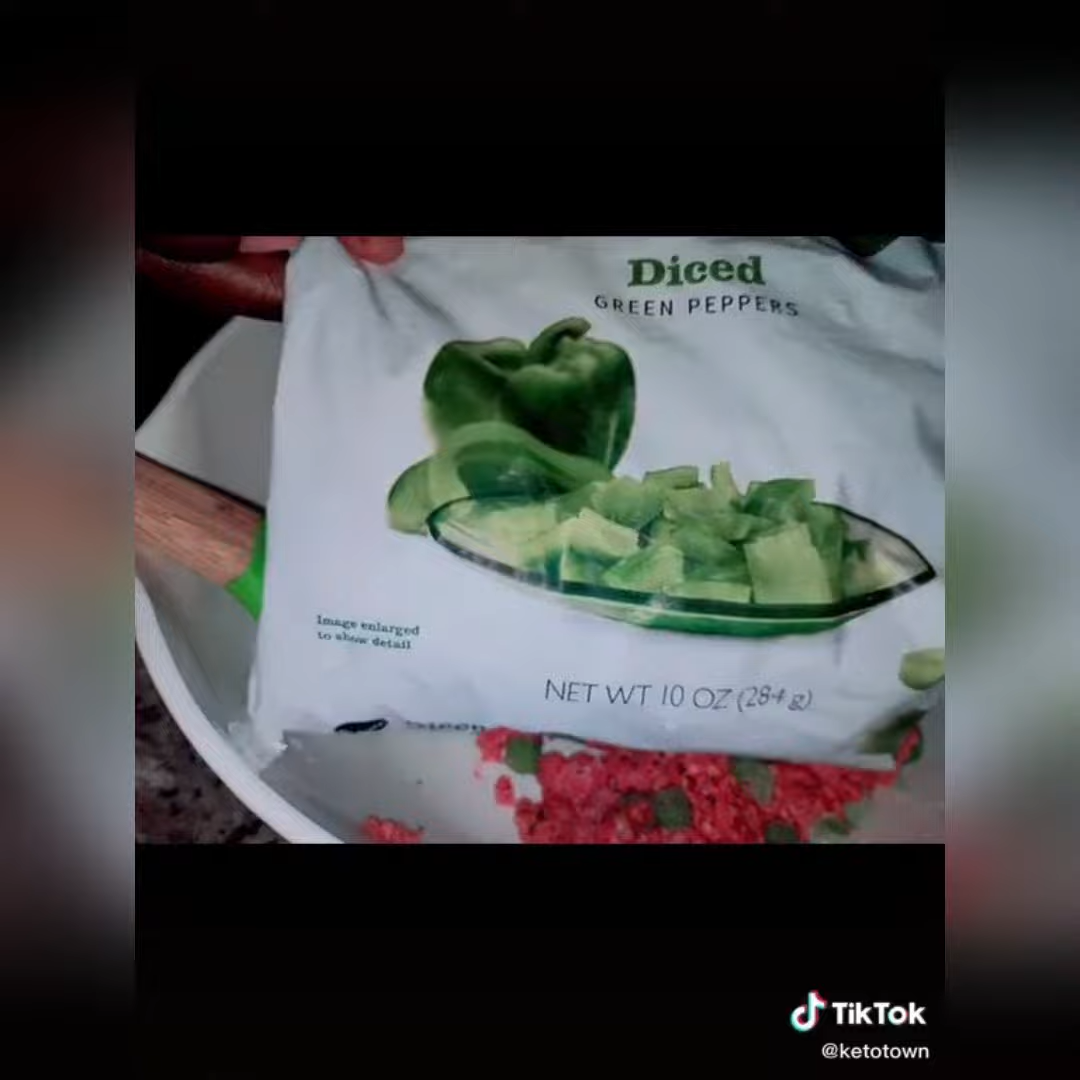 Diced
GREEN PEPPERS
Image enlarged
to show detail
NET WT 10 OZ (284 g)
TikTok
@ketotown